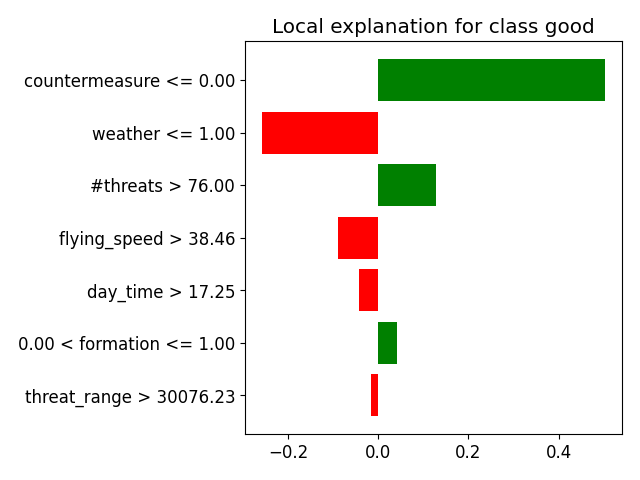 Local explanation for class good
countermeasure <= 0.00
weather <= 1.00
#threats > 76.00
flying_speed > 38.46
day_time > 17.25
0.00 < formation <= 1.00
threat_range > 30076.23
−0.2 0.0 0.2 0.4